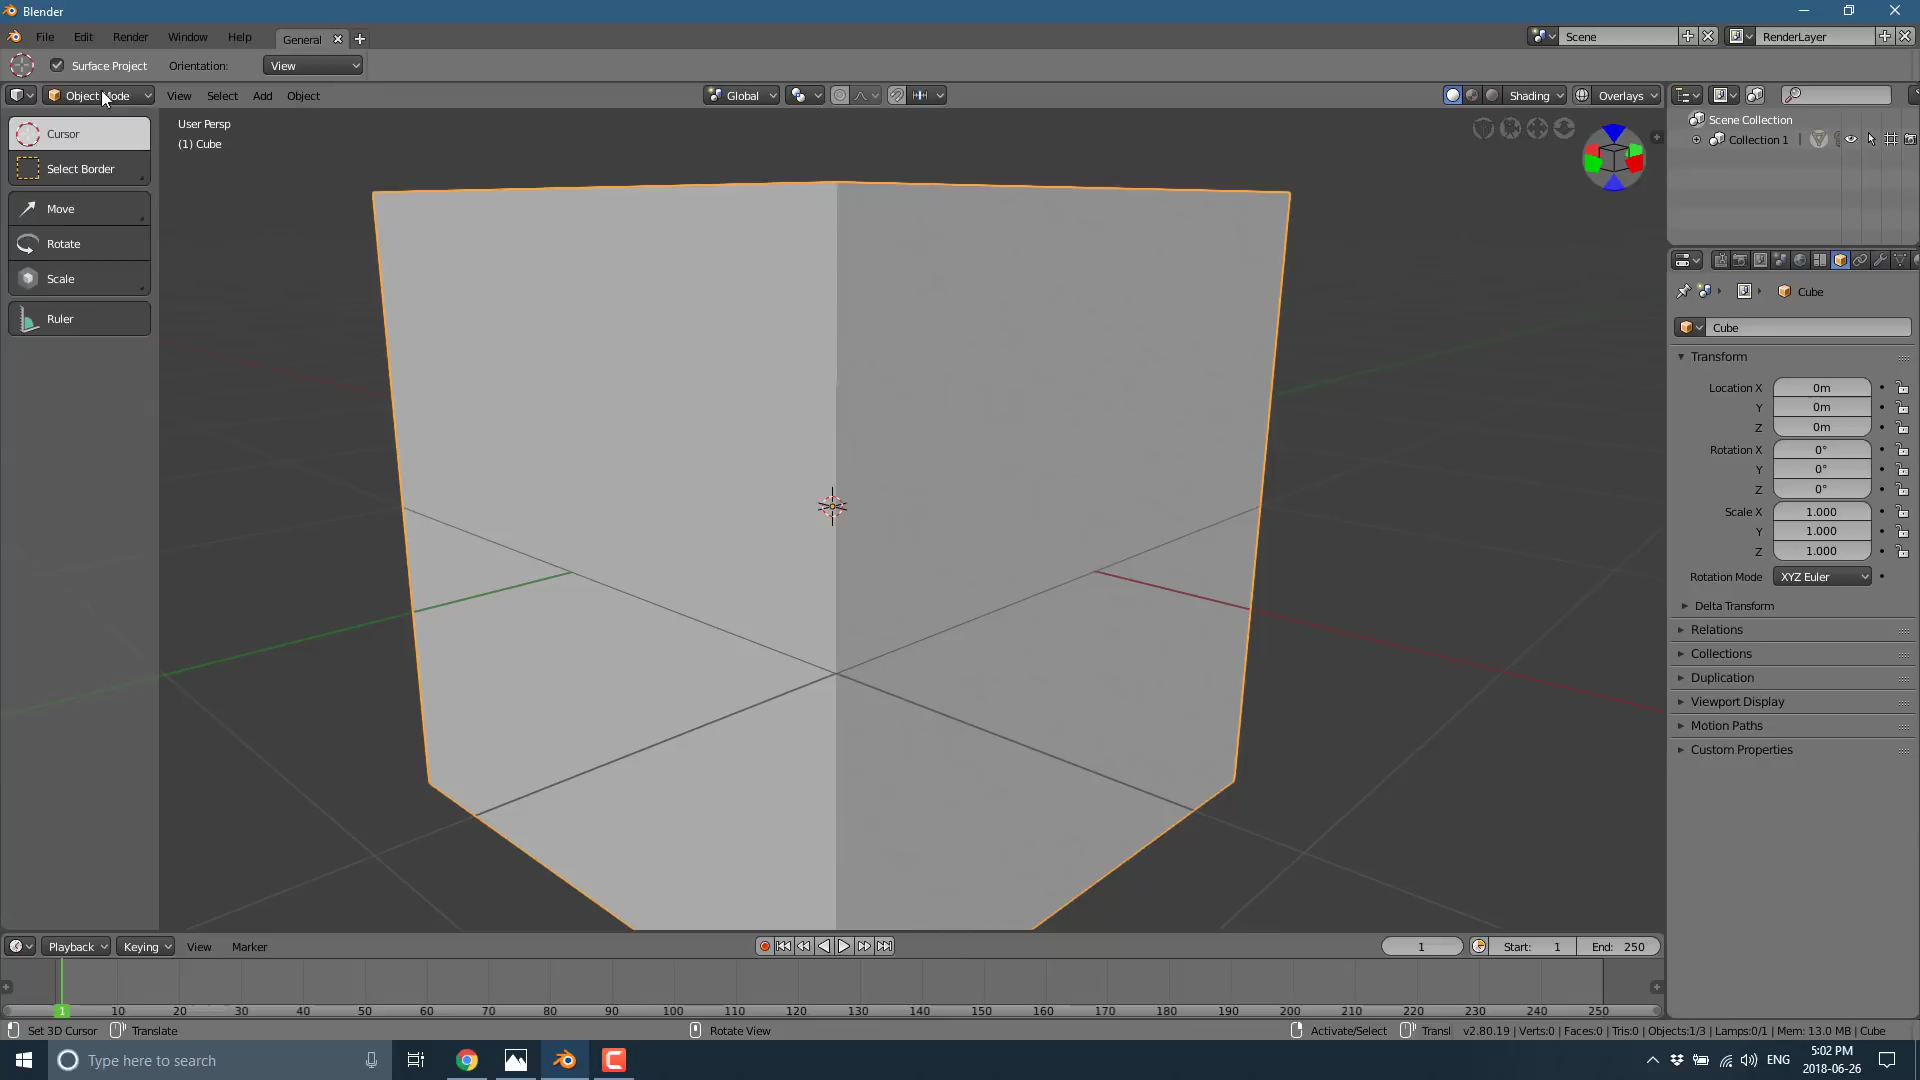 Blender
File Edit Render Window Help General
Scene RenderLayer
Surface Project Orientation: View
Object Mode View Select Add Object Global Shading Overlays
Cursor
Select Border
Move
Rotate
Scale
Ruler
User Persp
(1) Cube
Scene Collection
Collection 1
Cube
Cube
Transform
Location X 0m
Y 0m
Z 0m
Rotation X 0°
Y 0°
Z 0°
Scale X 1.000
Y 1.000
Z 1.000
Rotation Mode XYZ Euler
Delta Transform
Relations
Collections
Duplication
Viewport Display
Motion Paths
Custom Properties
Playback Keying View Marker 1 Start: 1 End: 250
1 10 20 30 40 50 60 70 80 90 100 110 120 130 140 150 160 170 180 190 200 210 220 230 240 250
Set 3D Cursor Translate Rotate View Activate/Select Transl v2.80.19 | Verts:0 | Faces:0 | Tris:0 | Objects:1/3 | Lamps:0/1 | Mem: 13.0 MB | Cube
Type here to search ENG 5:02 PM
2018-06-26